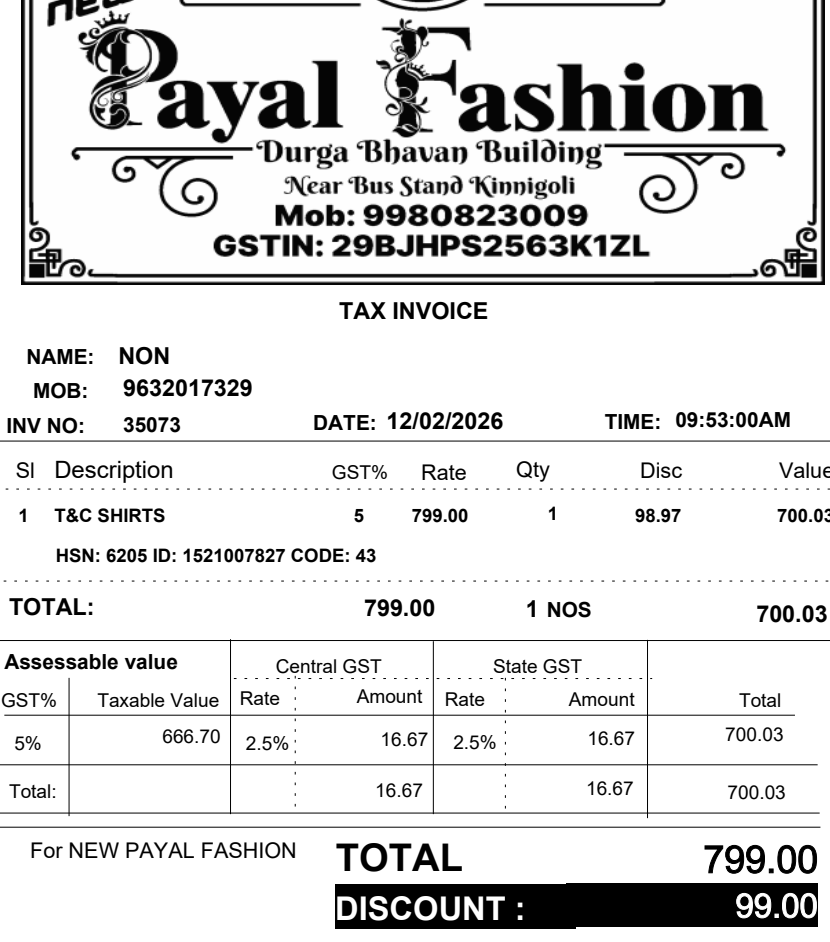 new
Payal Fashion
Durga Bhavan Building
Near Bus Stand Kinnigoli
Mob: 9980823009
GSTIN: 29BJHPS2563K1ZL
TAX INVOICE
NAME: NON
MOB: 9632017329
INV NO: 35073 DATE: 12/02/2026 TIME: 09:53:00AM
Sl Description GST% Rate Qty Disc Value
1 T&C SHIRTS 5 799.00 1 98.97 700.03
HSN: 6205 ID: 1521007827 CODE: 43
TOTAL: 799.00 1 NOS 700.03
Assessable value Central GST State GST
GST% Taxable Value Rate Amount Rate Amount Total
5% 666.70 2.5% 16.67 2.5% 16.67 700.03
Total: 16.67 16.67 700.03
For NEW PAYAL FASHION TOTAL 799.00
DISCOUNT : 99.00